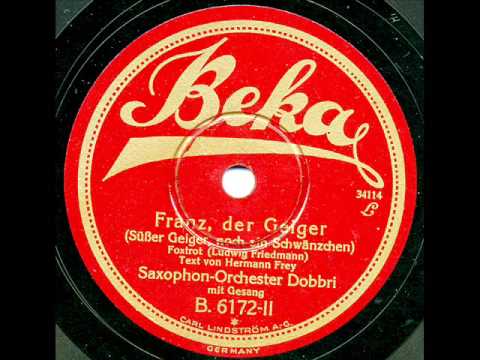 Beka
34114
L
Franz, der Geiger
(Süßer Geiger, noch ein Schwänzchen)
Foxtrot (Ludwig Friedmann)
Text von Hermann Frey
Saxophon-Orchester Dobbri
mit Gesang
B. 6172-II
CARL LINDSTRÖM A.-G.
GERMANY